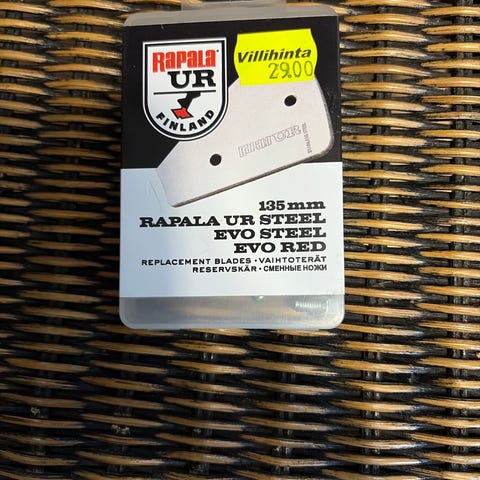 RAPALA
UR
FINLAND
Villihinta
29.00
135 mm
RAPALA UR STEEL
EVO STEEL
EVO RED
REPLACEMENT BLADES • VAIHTOTERÄT
RESERVSKÄR • СМЕННЫЕ НОЖИ